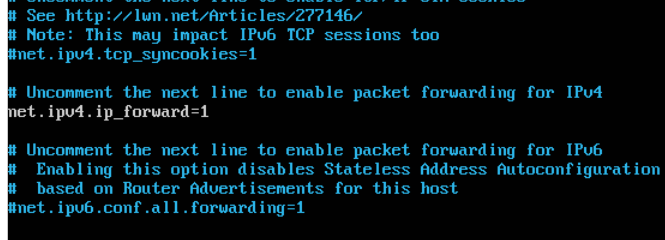 # See http://lwn.net/Articles/277146/
# Note: This may impact IPv6 TCP sessions too
#net.ipv4.tcp_syncookies=1
# Uncomment the next line to enable packet forwarding for IPv4
net.ipv4.ip_forward=1
# Uncomment the next line to enable packet forwarding for IPv6
#  Enabling this option disables Stateless Address Autoconfiguration
#  based on Router Advertisements for this host
#net.ipv6.conf.all.forwarding=1